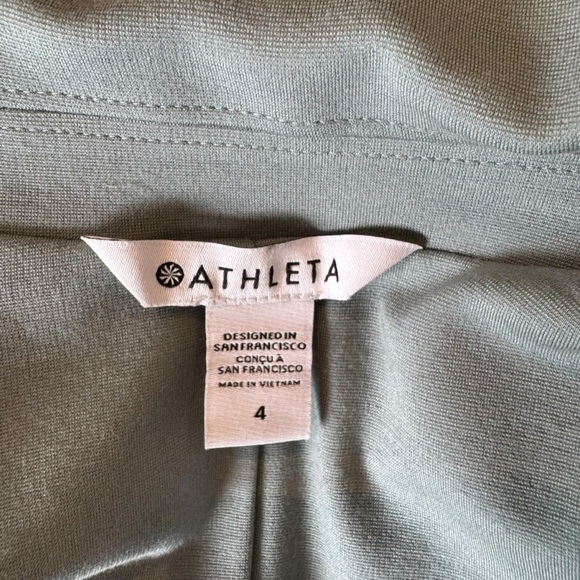 ATHLETA
DESIGNED IN
SAN FRANCISCO
CONÇU À
SAN FRANCISCO
MADE IN VIETNAM
4